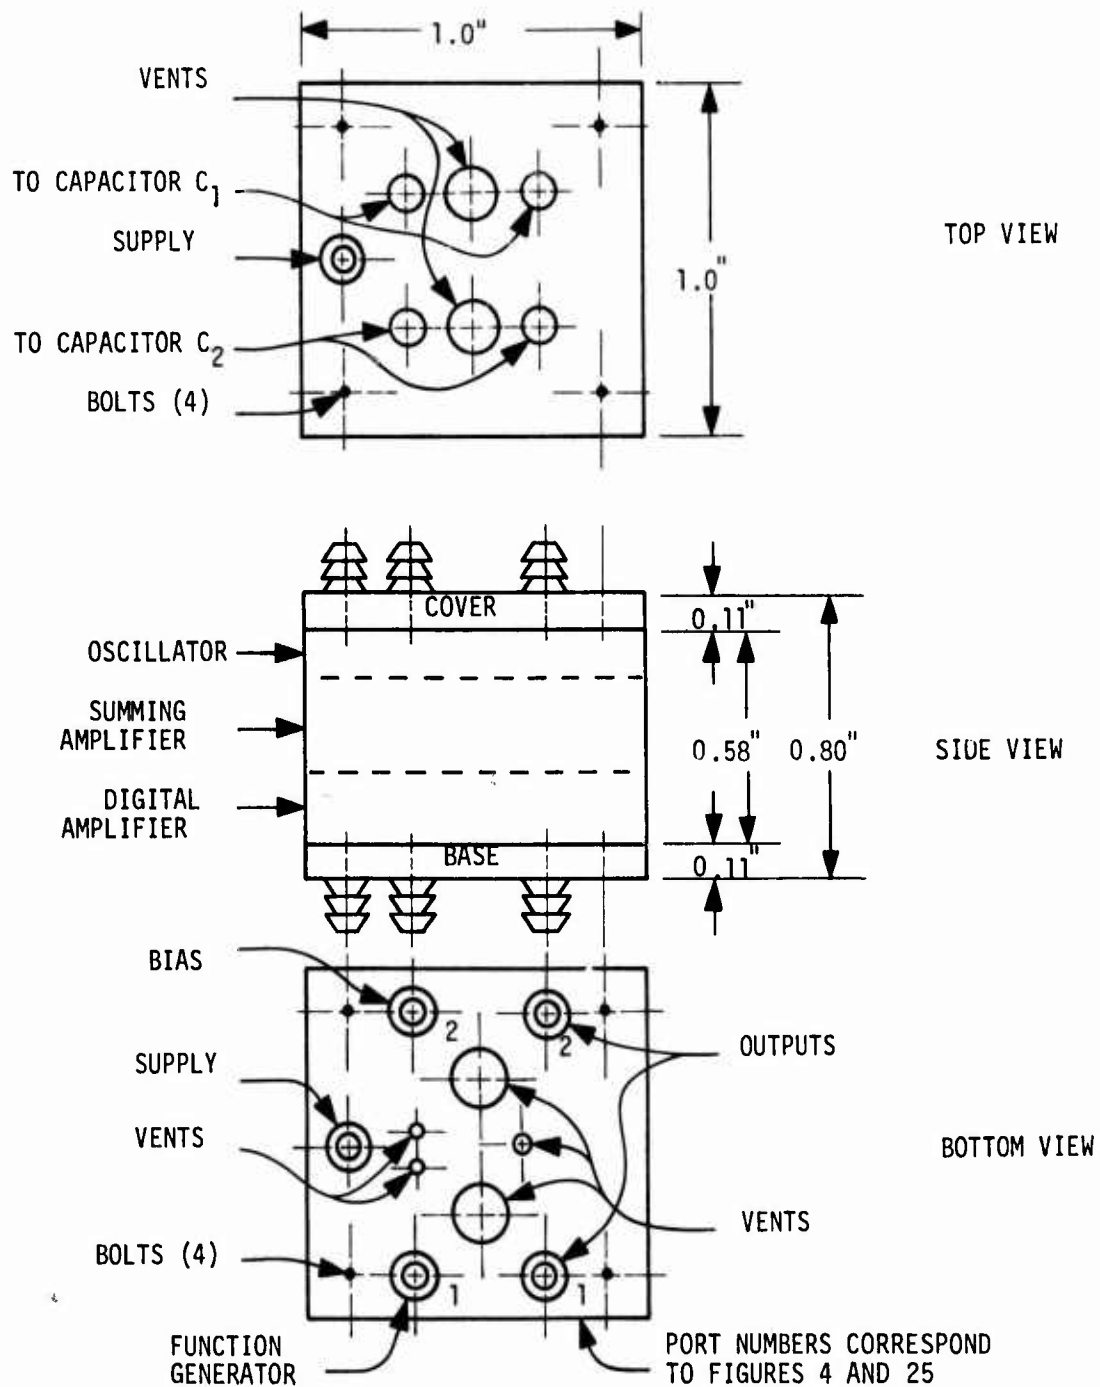 1.0"
VENTS
TO CAPACITOR C1
SUPPLY
TO CAPACITOR C2
BOLTS (4)
1.0"
TOP VIEW
COVER
OSCILLATOR
SUMMING
AMPLIFIER
DIGITAL
AMPLIFIER
BASE
0.11"
0.58"
0.80"
0.11"
SIDE VIEW
BIAS
2
2
OUTPUTS
SUPPLY
VENTS
BOTTOM VIEW
VENTS
BOLTS (4)
1
1
FUNCTION
GENERATOR
PORT NUMBERS CORRESPOND
TO FIGURES 4 AND 25